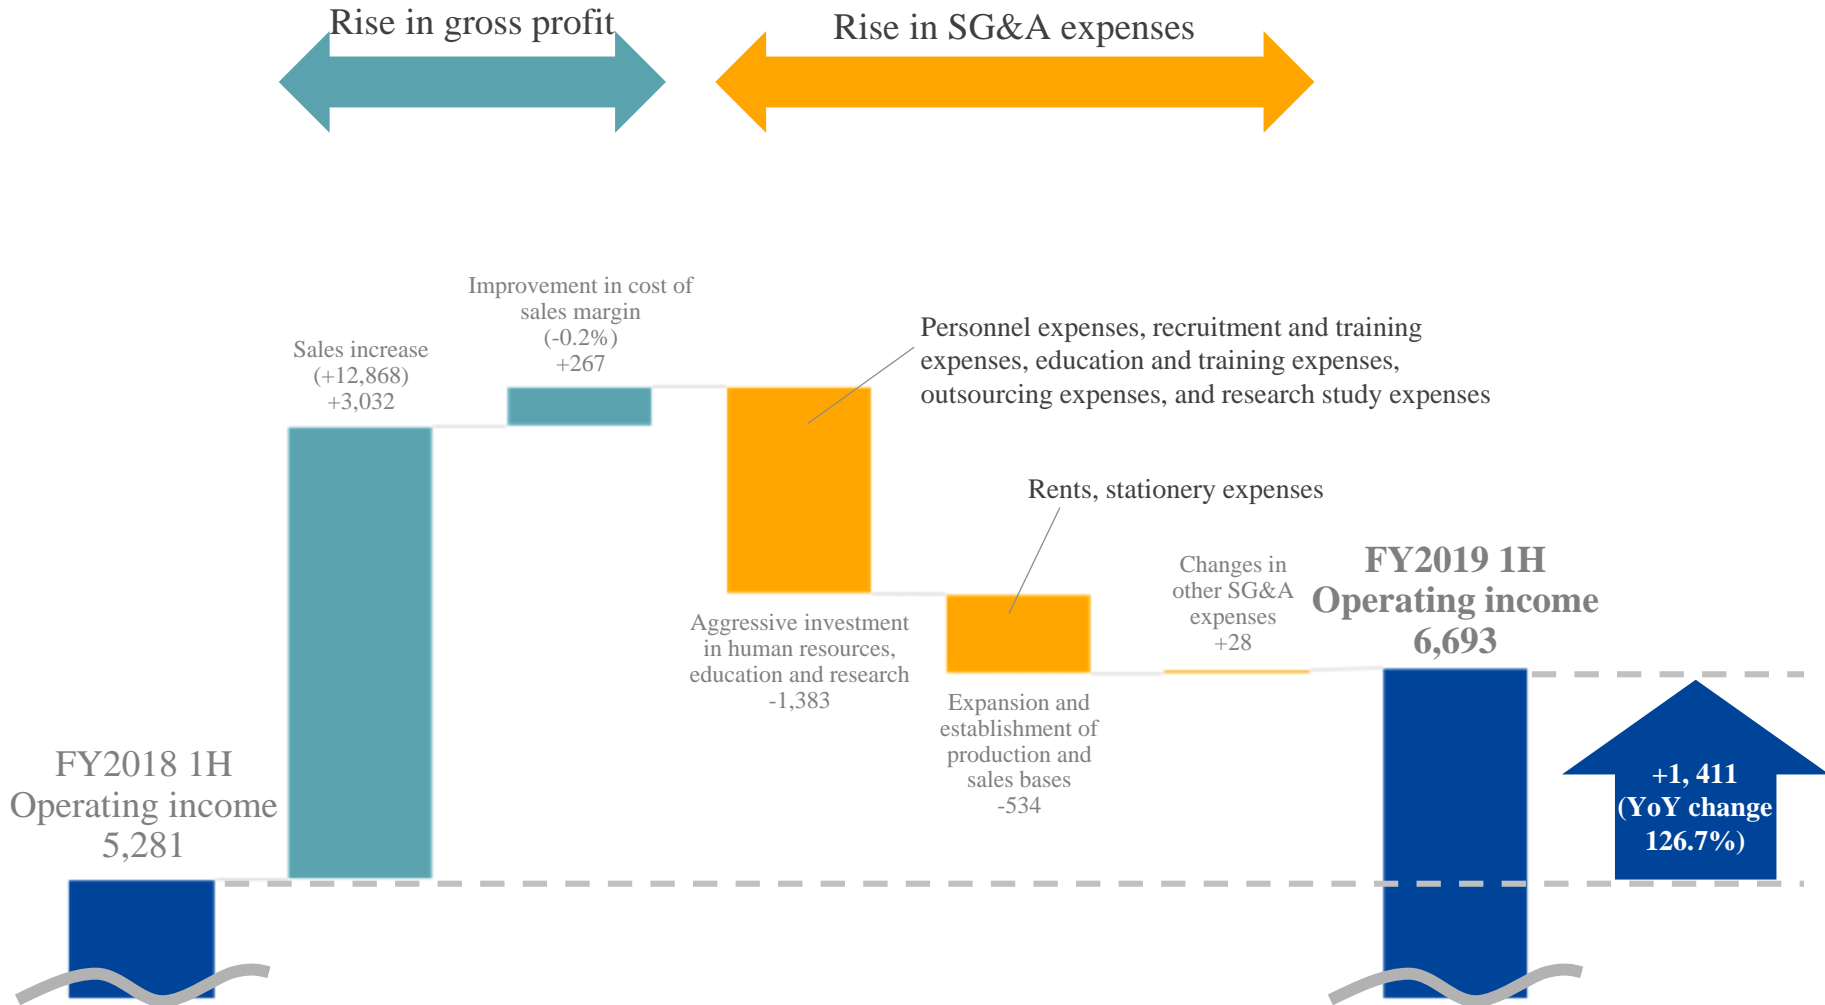 Rise in gross profit
Rise in SG&A expenses
Improvement in cost of
sales margin
(-0.2%)
+267
Sales increase
(+12,868)
+3,032
Personnel expenses, recruitment and training
expenses, education and training expenses,
outsourcing expenses, and research study expenses
Rents, stationery expenses
Changes in
other SG&A
expenses
+28
FY2019 1H
Operating income
6,693
Aggressive investment
in human resources,
education and research
-1,383
Expansion and
establishment of
production and
sales bases
-534
FY2018 1H
Operating income
5,281
+1, 411
(YoY change
126.7%)